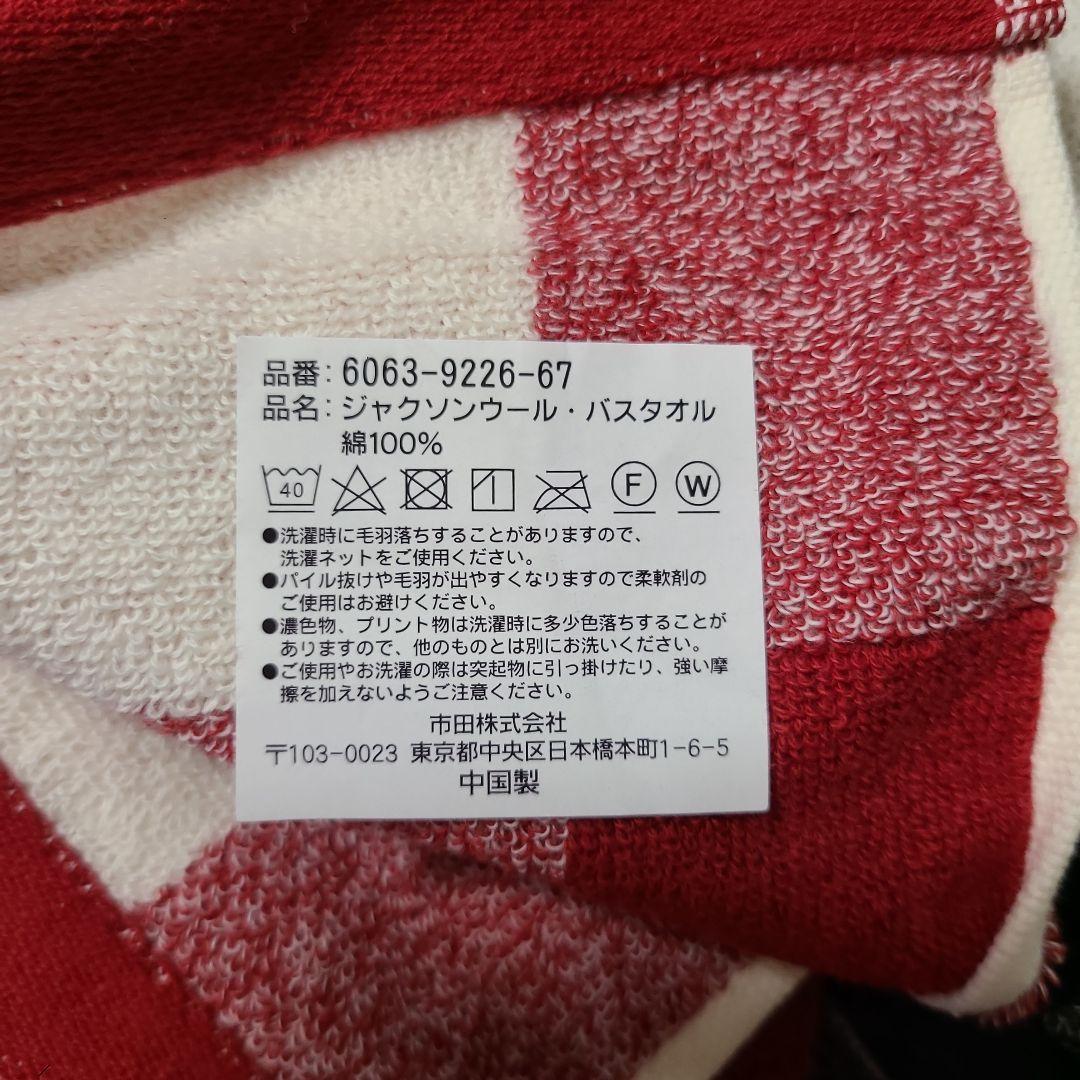 品番: 6063-9226-67
品名: ジャクソンウール・バスタオル
綿100%
40 F W
●洗濯時に毛羽落ちすることがありますので、
洗濯ネットをご使用ください。
●パイル抜けや毛羽が出やすくなりますので柔軟剤の
ご使用はお避けください。
●濃色物、プリント物は洗濯時に多少色落ちすることが
ありますので、他のものとは別にお洗いください。
●ご使用やお洗濯の際は突起物に引っ掛けたり、強い摩
擦を加えないようご注意ください。
市田株式会社
〒103-0023 東京都中央区日本橋本町1-6-5
中国製